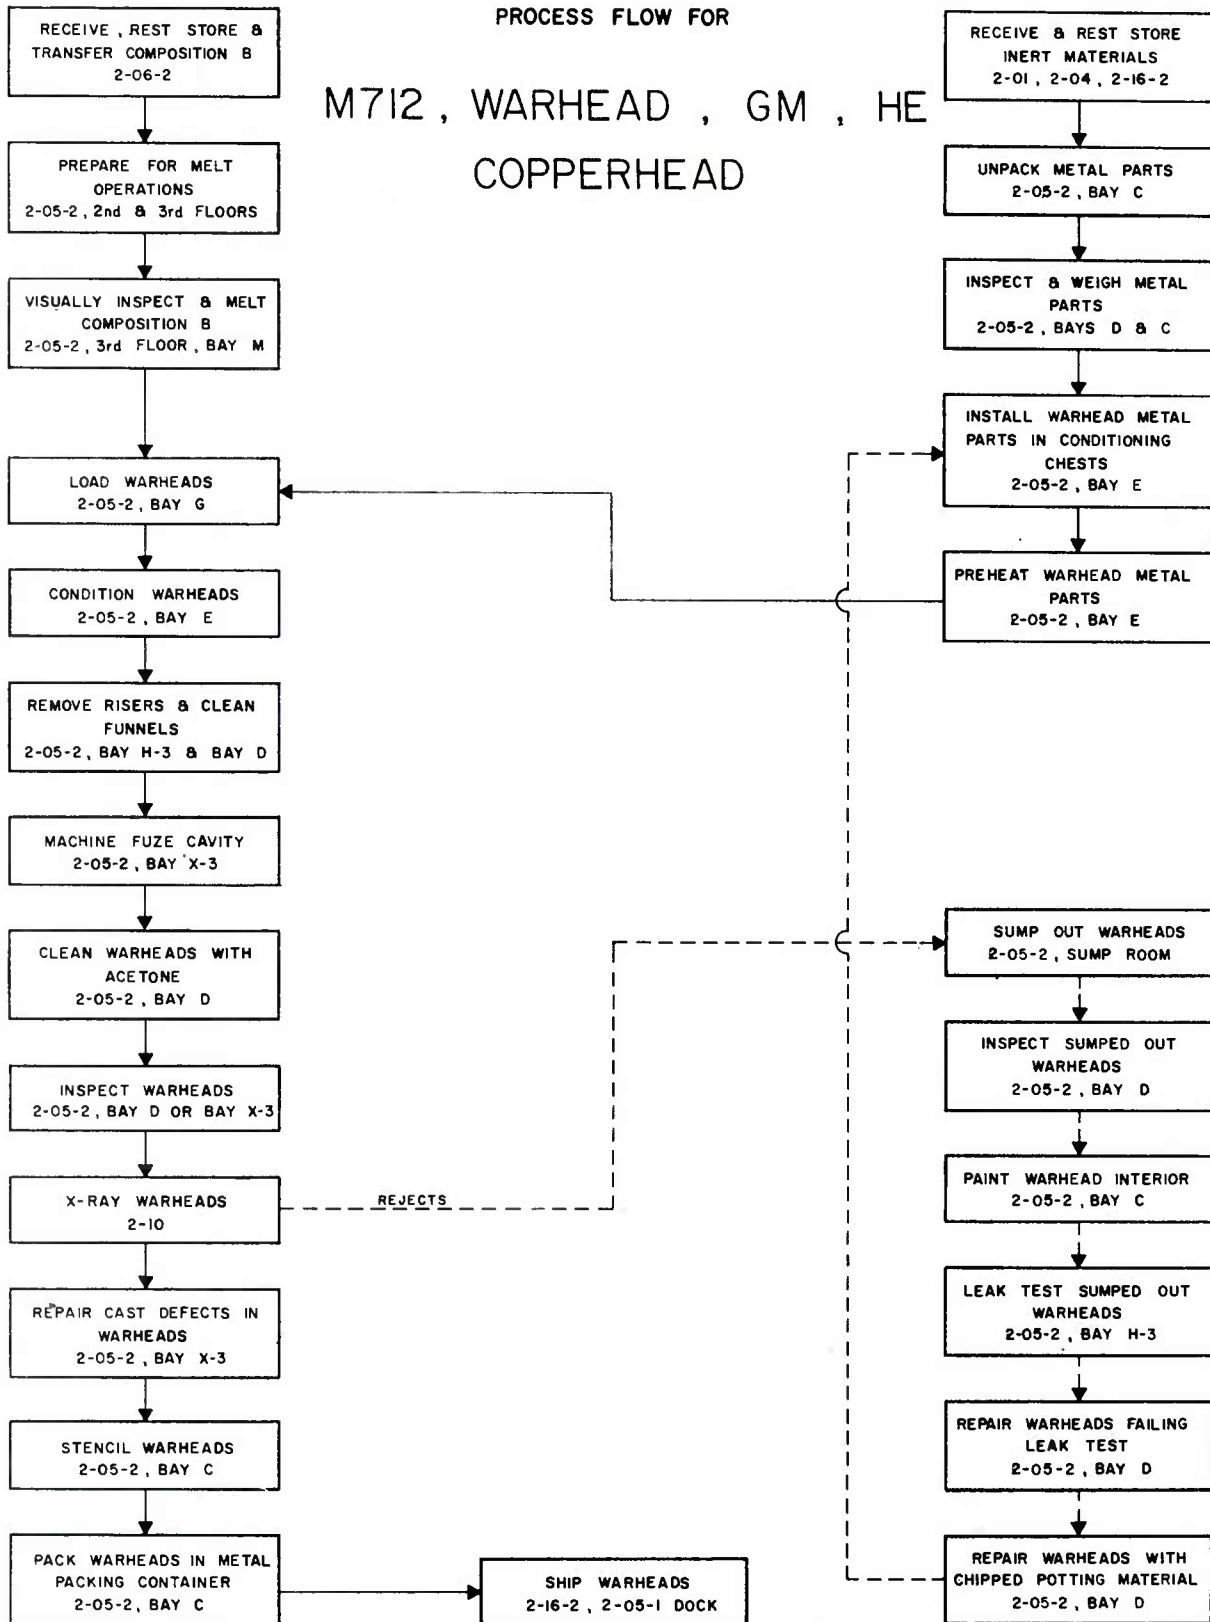 PROCESS FLOW FOR
M712, WARHEAD, GM, HE
COPPERHEAD
RECEIVE, REST STORE &
TRANSFER COMPOSITION B
2-06-2
PREPARE FOR MELT
OPERATIONS
2-05-2, 2nd & 3rd FLOORS
VISUALLY INSPECT & MELT
COMPOSITION B
2-05-2, 3rd FLOOR, BAY M
LOAD WARHEADS
2-05-2, BAY G
CONDITION WARHEADS
2-05-2, BAY E
REMOVE RISERS & CLEAN
FUNNELS
2-05-2, BAY H-3 & BAY D
MACHINE FUZE CAVITY
2-05-2, BAY X-3
CLEAN WARHEADS WITH
ACETONE
2-05-2, BAY D
INSPECT WARHEADS
2-05-2, BAY D OR BAY X-3
X-RAY WARHEADS
2-10
REJECTS
REPAIR CAST DEFECTS IN
WARHEADS
2-05-2, BAY X-3
STENCIL WARHEADS
2-05-2, BAY C
PACK WARHEADS IN METAL
PACKING CONTAINER
2-05-2, BAY C
SHIP WARHEADS
2-16-2, 2-05-1 DOCK
RECEIVE & REST STORE
INERT MATERIALS
2-01, 2-04, 2-16-2
UNPACK METAL PARTS
2-05-2, BAY C
INSPECT & WEIGH METAL
PARTS
2-05-2, BAYS D & C
INSTALL WARHEAD METAL
PARTS IN CONDITIONING
CHESTS
2-05-2, BAY E
PREHEAT WARHEAD METAL
PARTS
2-05-2, BAY E
SUMP OUT WARHEADS
2-05-2, SUMP ROOM
INSPECT SUMPED OUT
WARHEADS
2-05-2, BAY D
PAINT WARHEAD INTERIOR
2-05-2, BAY C
LEAK TEST SUMPED OUT
WARHEADS
2-05-2, BAY H-3
REPAIR WARHEADS FAILING
LEAK TEST
2-05-2, BAY D
REPAIR WARHEADS WITH
CHIPPED POTTING MATERIAL
2-05-2, BAY D